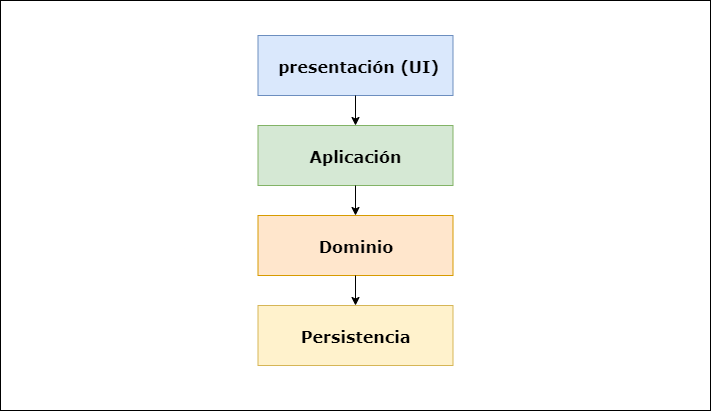 presentación (UI)
Aplicación
Dominio
Persistencia